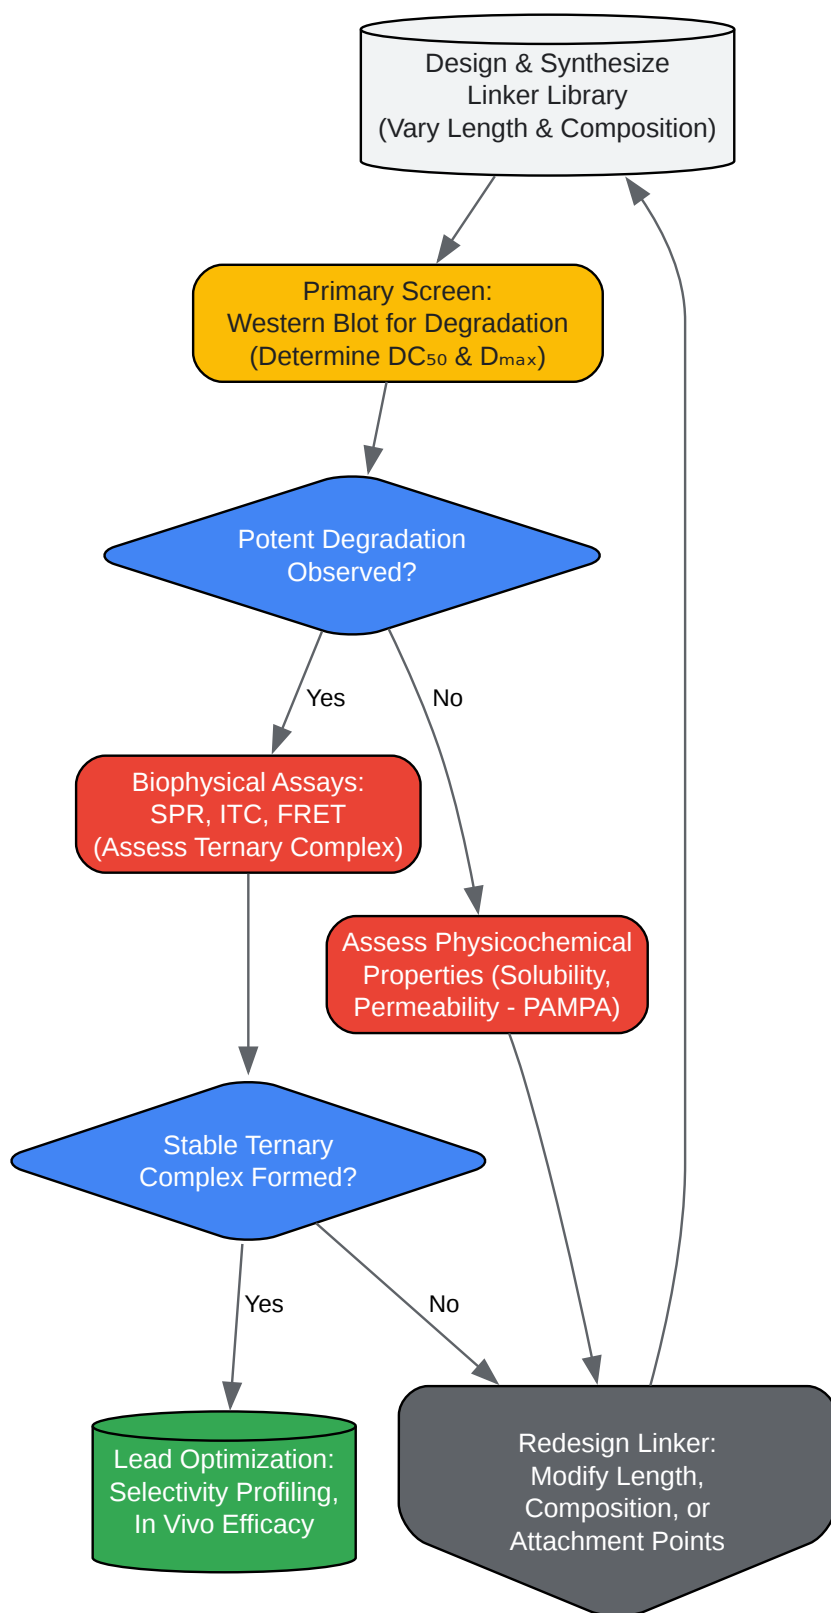 Design & Synthesize
Linker Library
(Vary Length & Composition)
Primary Screen:
Western Blot for Degradation
(Determine DC₅₀ & Dₘₐₓ)
Potent Degradation
Observed?
Yes
No
Biophysical Assays:
SPR, ITC, FRET
(Assess Ternary Complex)
Assess Physicochemical
Properties (Solubility,
Permeability - PAMPA)
Stable Ternary
Complex Formed?
Yes
No
Lead Optimization:
Selectivity Profiling,
In Vivo Efficacy
Redesign Linker:
Modify Length,
Composition, or
Attachment Points